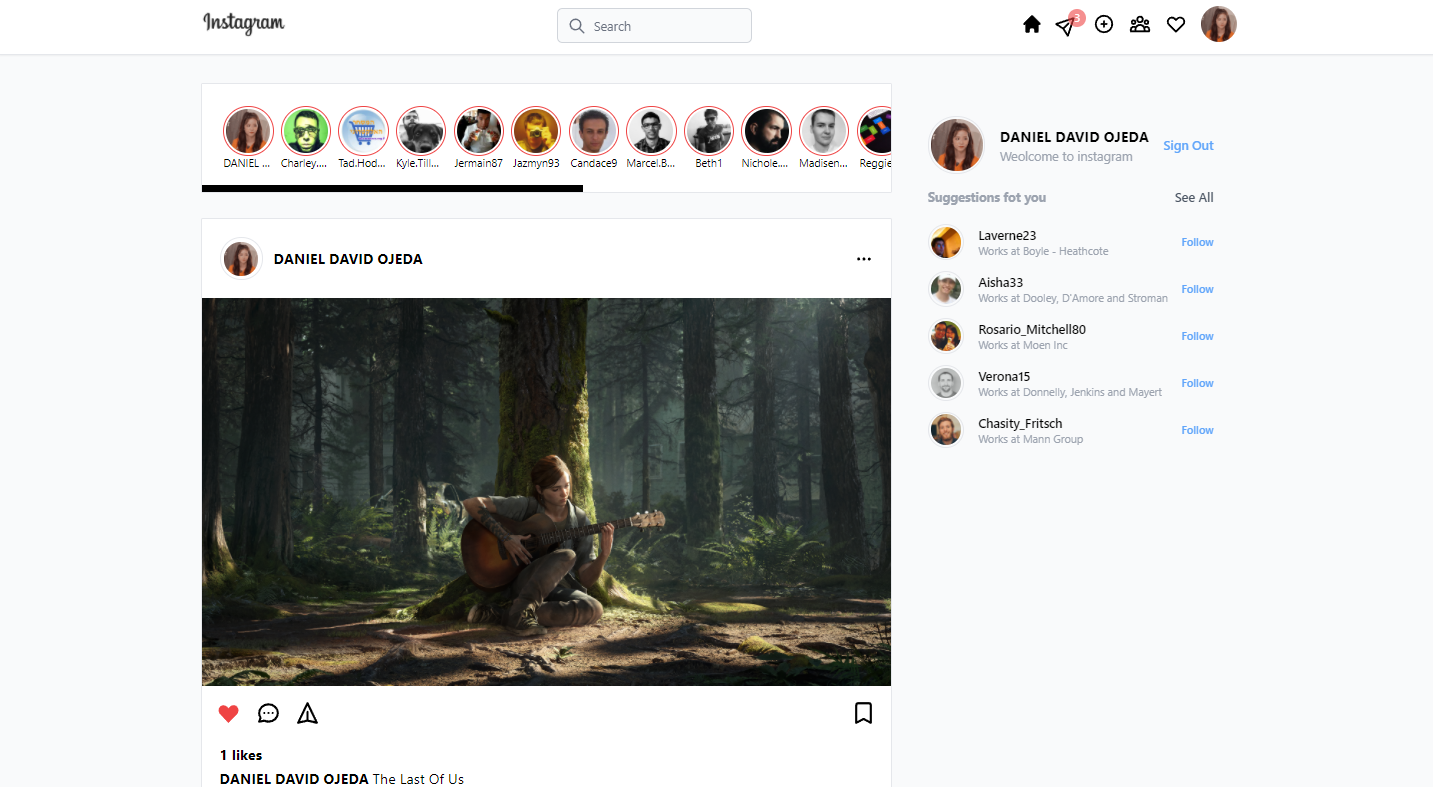 Instagram
Search
3
DANIEL ...
Charley....
Tad.Hod...
Kyle.Till...
Jermain87
Jazmyn93
Candace9
Marcel.B...
Beth1
Nichole....
Madisen...
Reggie
DANIEL DAVID OJEDA
Weolcome to instagram
Sign Out
Suggestions fot you
See All
Laverne23
Works at Boyle - Heathcote
Follow
Aisha33
Works at Dooley, D'Amore and Stroman
Follow
Rosario_Mitchell80
Works at Moen Inc
Follow
Verona15
Works at Donnelly, Jenkins and Mayert
Follow
Chasity_Fritsch
Works at Mann Group
Follow
DANIEL DAVID OJEDA
1 likes
DANIEL DAVID OJEDA The Last Of Us